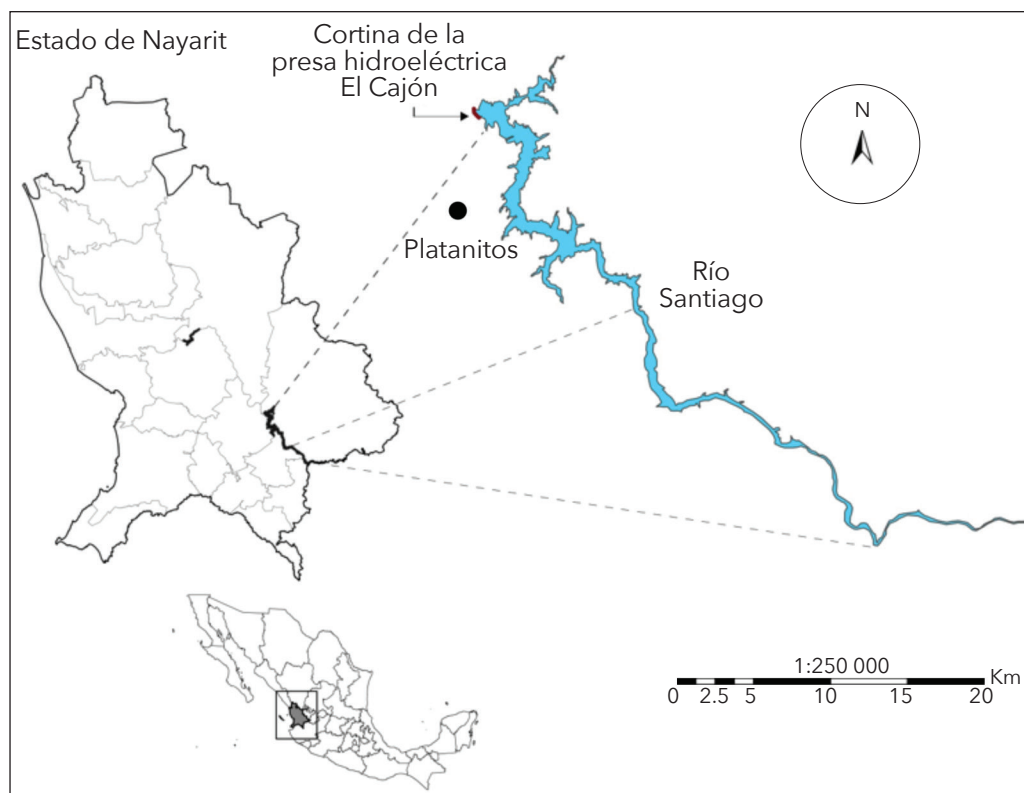 Estado de Nayarit
Cortina de la
presa hidroeléctrica
El Cajón
N
Platanitos
Río
Santiago
1:250 000
Km
0 2.5 5 10 15 20